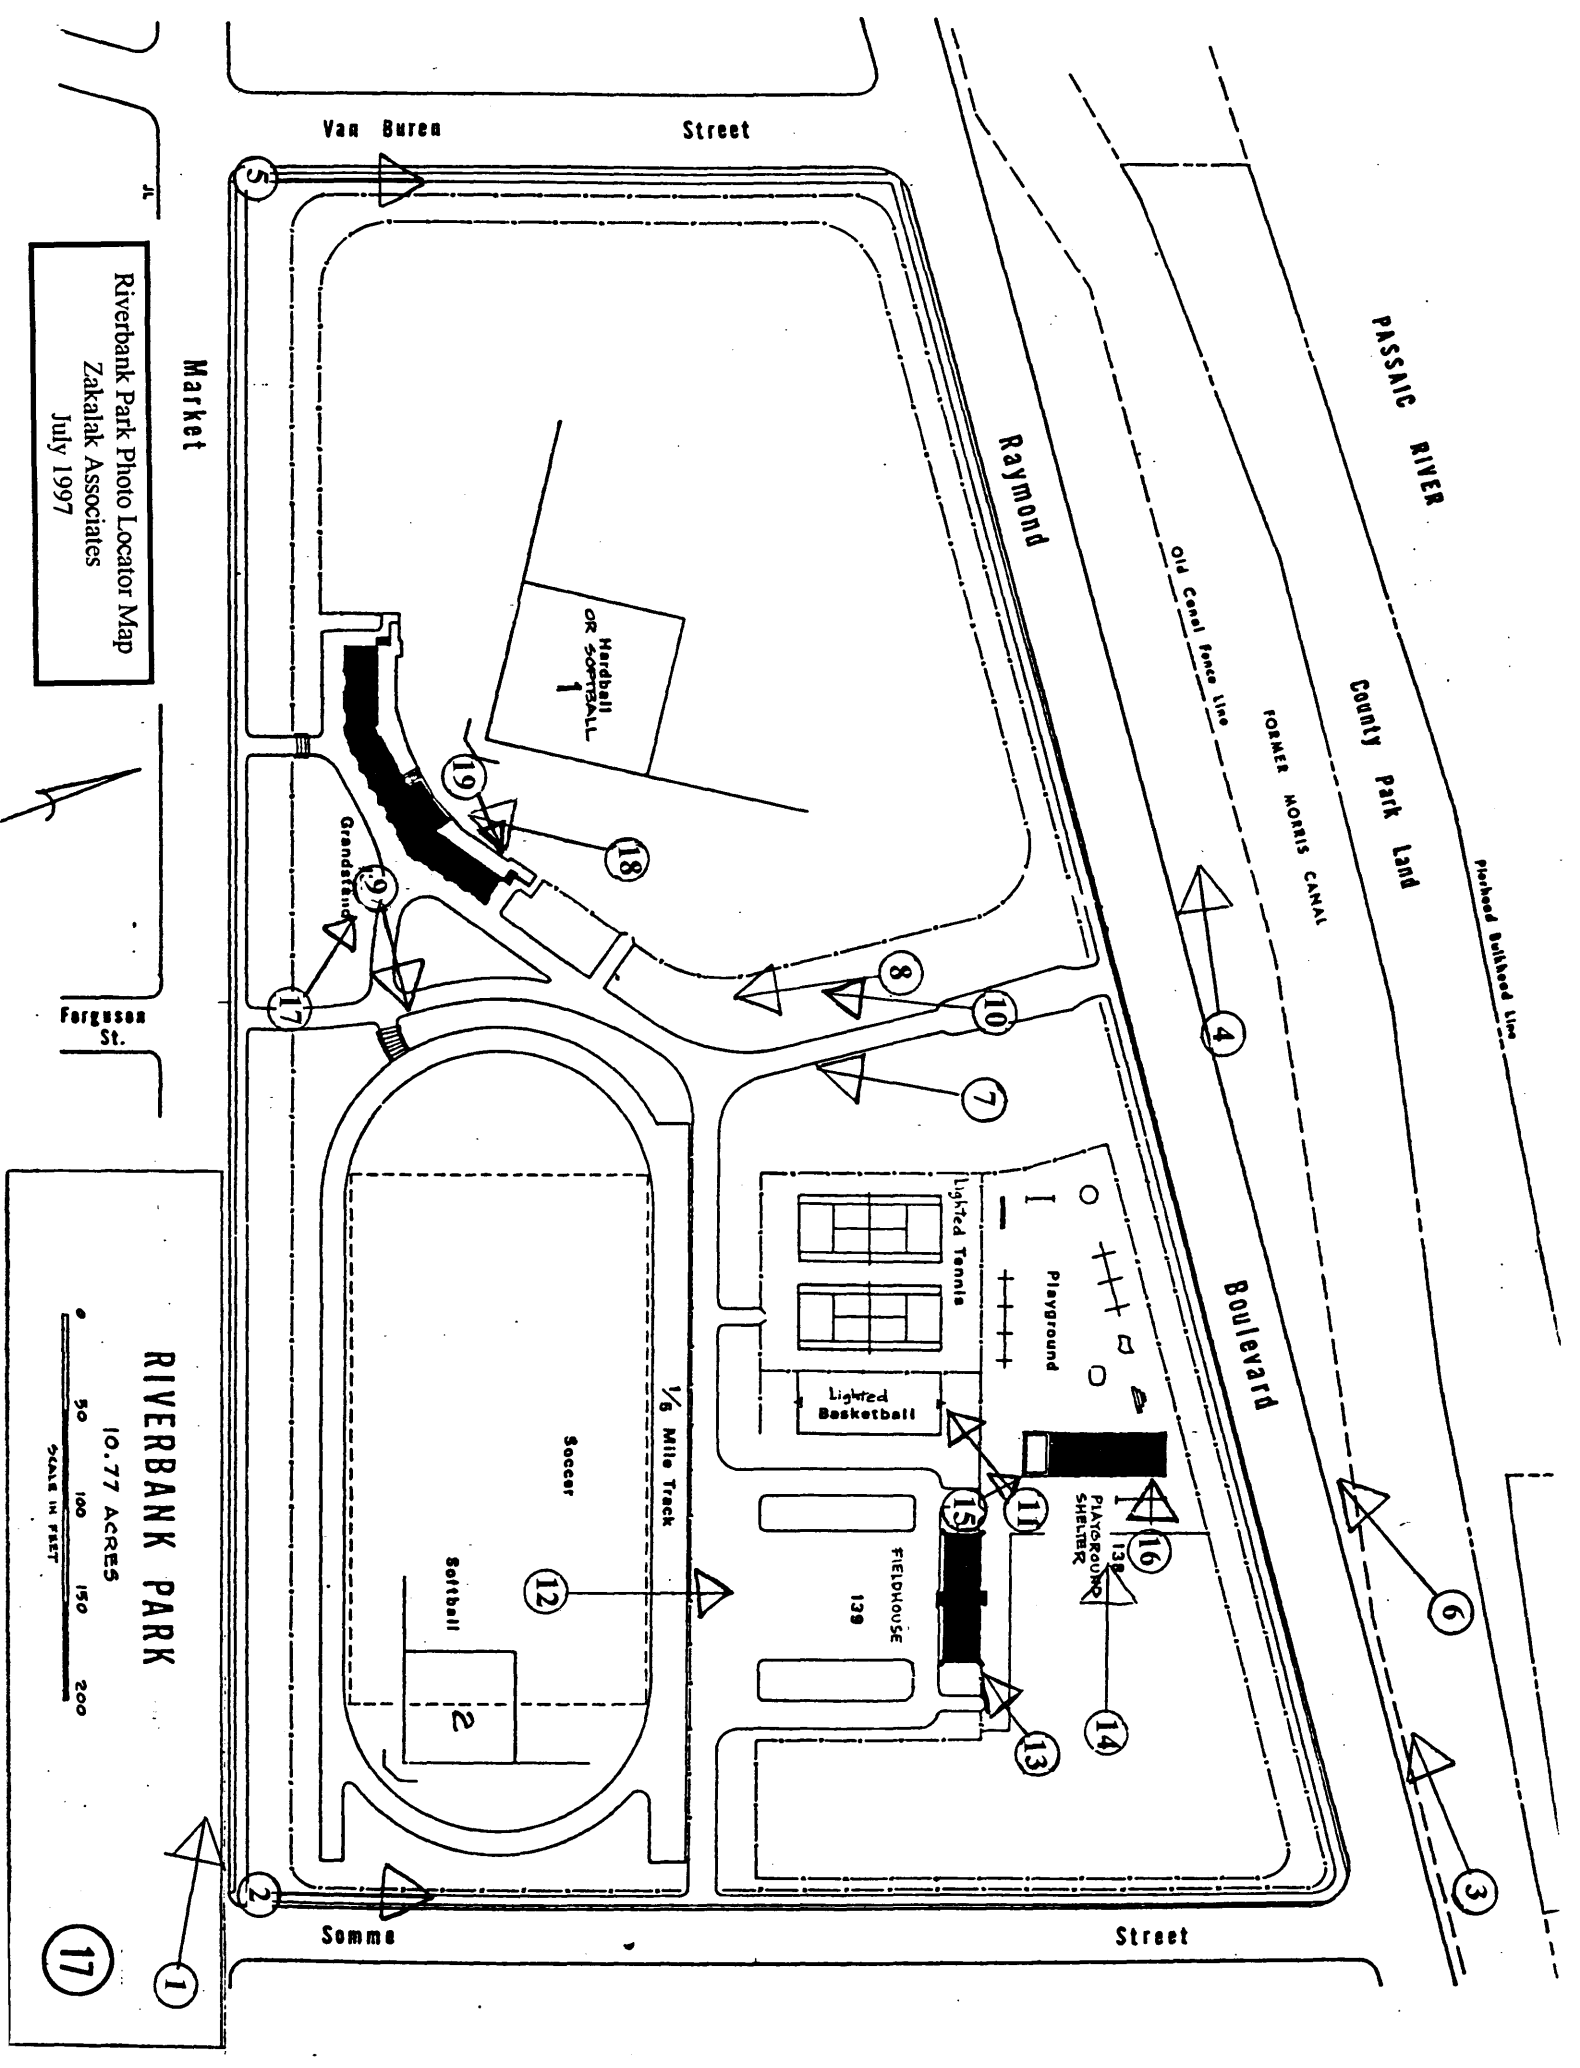 PASSAIC RIVER
Pierhead Bulkhead Line
County Park Land
FORMER MORRIS CANAL
Old Canal Fence Line
Raymond
Boulevard
Van Buren
Street
Market
Ferguson
St.
Somme
Street
Hardball
OR SOFTBALL
1
Grandstand
Lighted Tennis
Playground
Lighted
Basketball
PLAYGROUND
SHELTER
138
FIELDHOUSE
139
1/5 Mile Track
Soccer
Softball
2
1
2
3
4
5
6
7
8
9
10
11
12
13
14
15
16
17
18
19
Riverbank Park Photo Locator Map
Zakalak Associates
July 1997
RIVERBANK PARK
10.77 ACRES
0 50 100 150 200
SCALE IN FEET
17